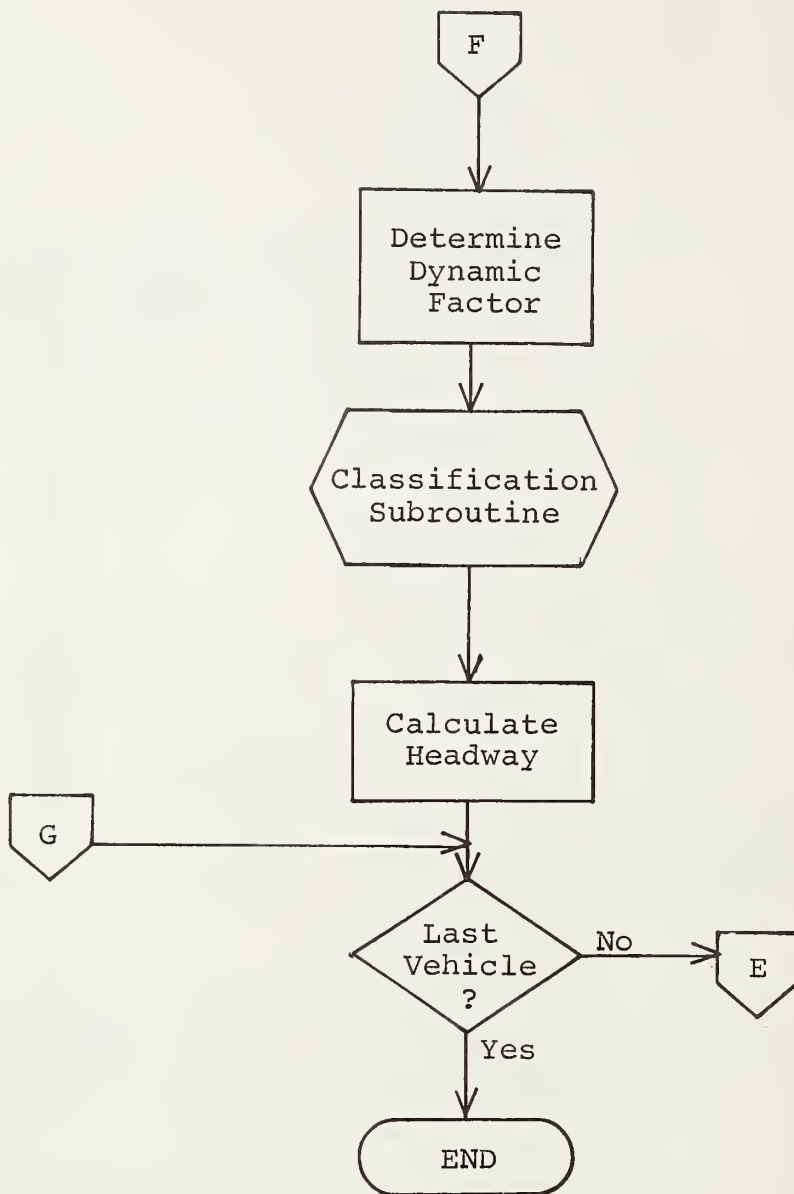 F
Determine
Dynamic
Factor
Classification
Subroutine
Calculate
Headway
G
Last
Vehicle
?
No
E
Yes
END